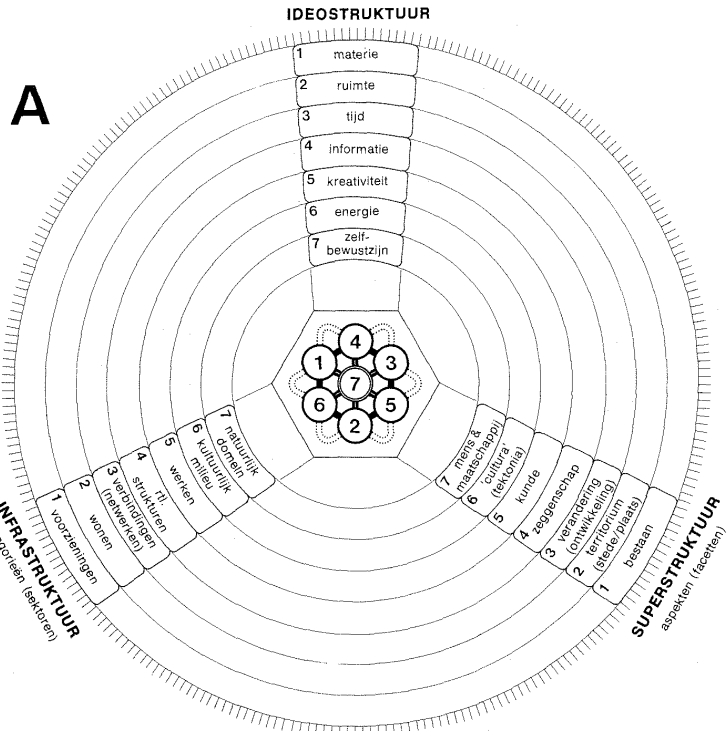 IDEOSTRUKTUUR
A
1 materie
2 ruimte
3 tijd
4 informatie
5 kreativiteit
6 energie
7 zelf-
bewustzijn
4
1
3
7
6
5
2
7 natuurlijk
domein
6 kultuurlijk
milieu
5 werken
4 rtl.
strukturen
3 verbindingen
(netwerken)
2 wonen
1 voorzieningen
INFRASTRUKTUUR
(sektoren)
7 mens &
maatschappij
6 'cultura'
(tektonia)
5 kunde
4 zeggenschap
3 verandering
(ontwikkeling)
2 territorium
(stede/plaats)
1 bestaan
SUPERSTRUKTUUR
aspekten (facetten)